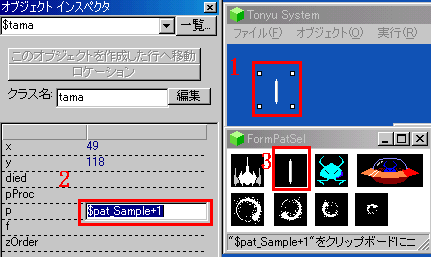 オブジェクト インスペクタ
$tama
一覧...
このオブジェクトを作成した行へ移動
ロケーション
クラス名:
tama
編集
x
49
y
118
died
2
pProc
p
$pat_Sample+1
f
zOrder
Tonyu System
ファイル(F) オブジェクト(O) 実行(R)
1
FormPatSel
3
"$pat_Sample+1"をクリップボードにコ